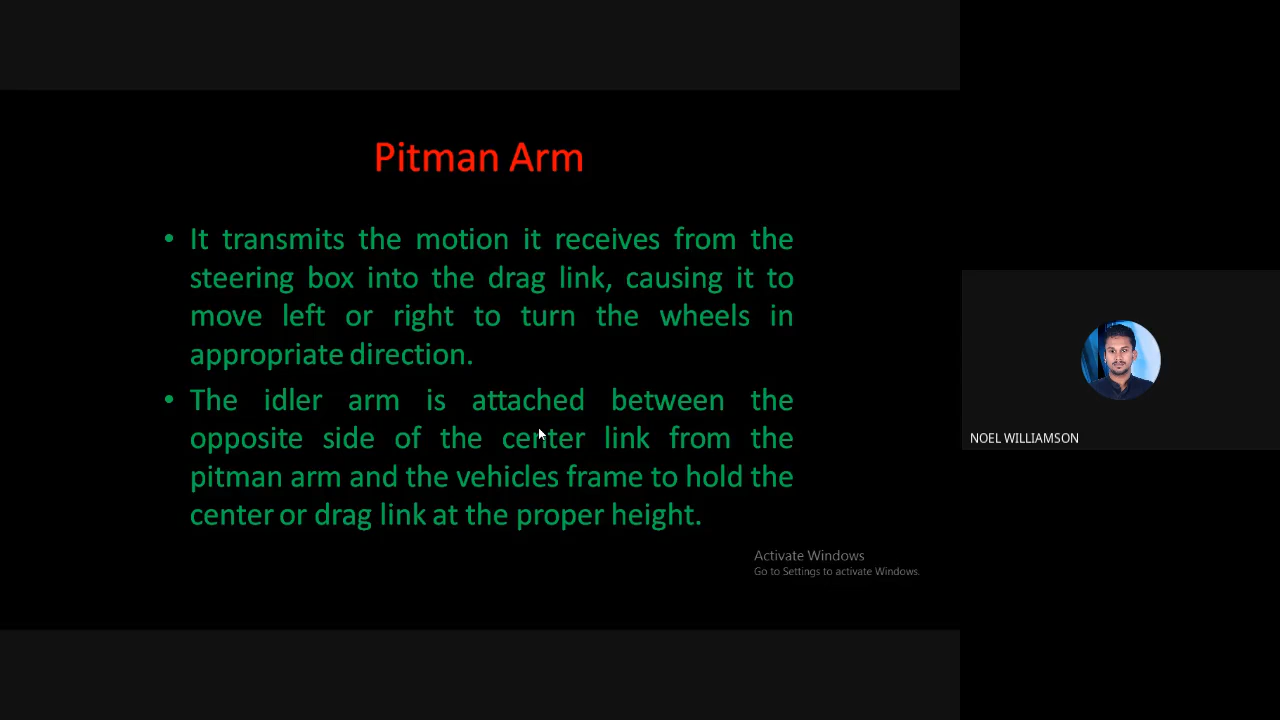 Pitman Arm
• It transmits the motion it receives from the
steering box into the drag link, causing it to
move left or right to turn the wheels in
appropriate direction.
• The idler arm is attached between the
opposite side of the center link from the
pitman arm and the vehicles frame to hold the
center or drag link at the proper height.
NOEL WILLIAMSON
Activate Windows
Go to Settings to activate Windows.